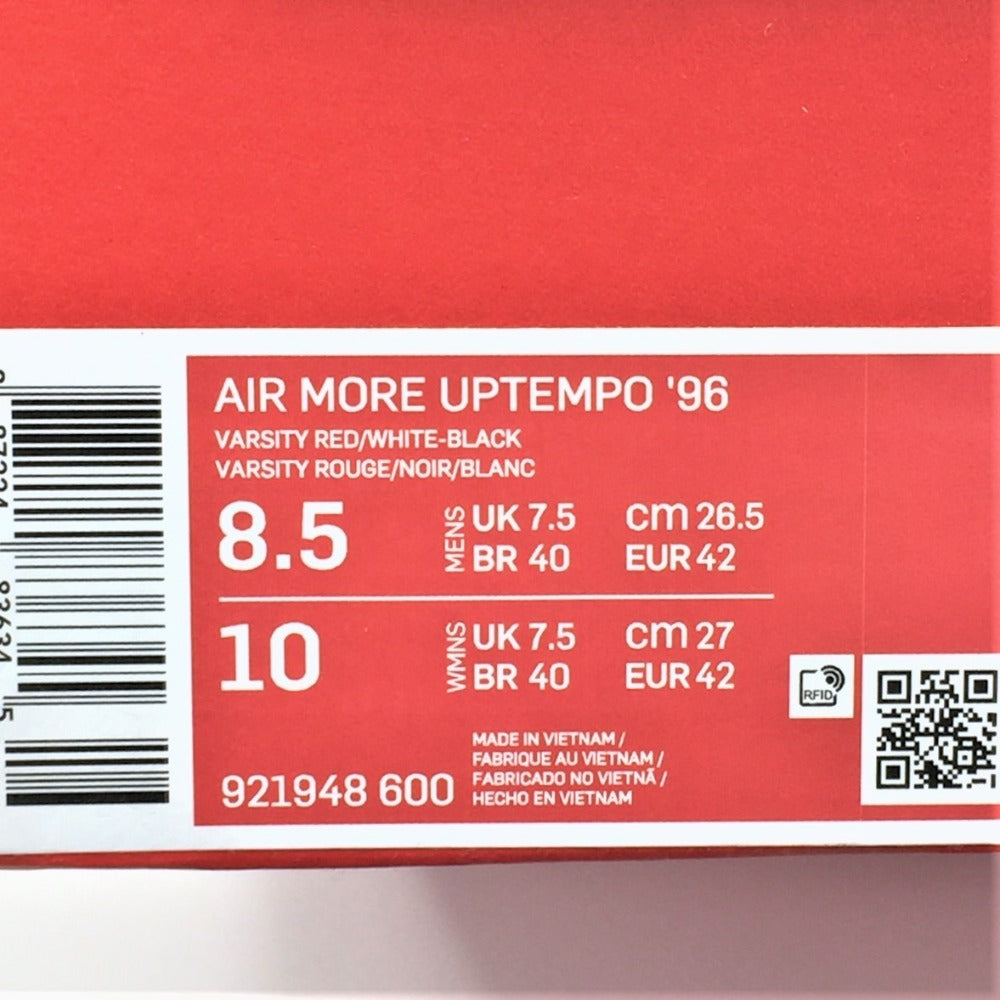 AIR MORE UPTEMPO '96
VARSITY RED/WHITE-BLACK
VARSITY ROUGE/NOIR/BLANC
8.5
MENS
UK 7.5 CM 26.5
BR 40 EUR 42
10
WMNS
UK 7.5 CM 27
BR 40 EUR 42
RFID
921948 600
MADE IN VIETNAM /
FABRIQUE AU VIETNAM /
FABRICADO NO VIETNÃ /
HECHO EN VIETNAM